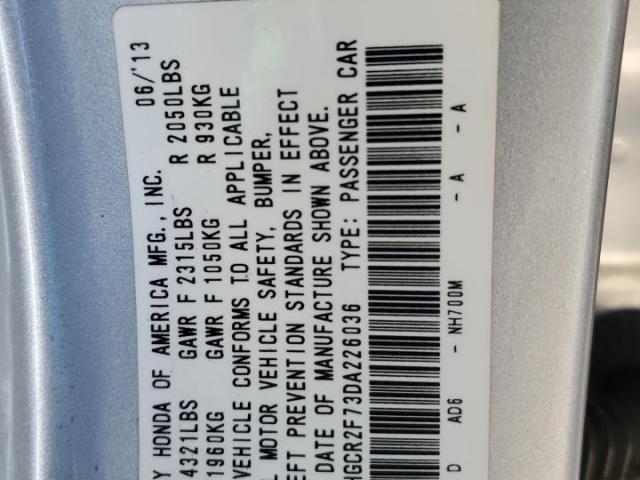 Y HONDA OF AMERICA MFG., INC. 06/'13
4321LBS GAWR F 2315LBS R 2050LBS
1960KG GAWR F 1050KG R 930KG
VEHICLE CONFORMS TO ALL APPLICABLE
L MOTOR VEHICLE SAFETY, BUMPER,
EFT PREVENTION STANDARDS IN EFFECT
DATE OF MANUFACTURE SHOWN ABOVE.
HGCR2F73DA226036 TYPE: PASSENGER CAR
D AD6 - NH700M - A - A